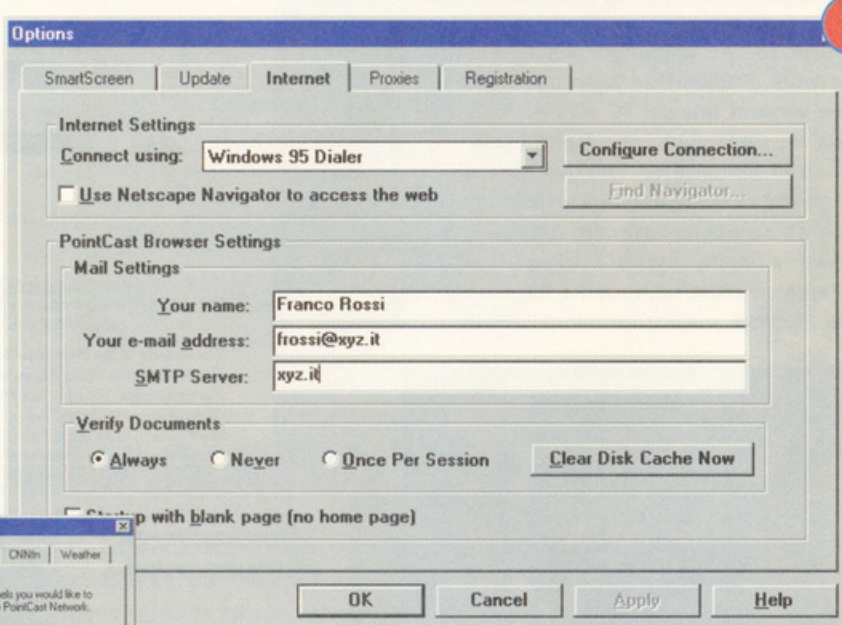 Options
SmartScreen Update Internet Proxies Registration
Internet Settings
Connect using: Windows 95 Dialer Configure Connection...
Use Netscape Navigator to access the web Find Navigator...
PointCast Browser Settings
Mail Settings
Your name: Franco Rossi
Your e-mail address: frossi@xyz.it
SMTP Server: xyz.it
Verify Documents
Always Never Once Per Session Clear Disk Cache Now
Startup with blank page (no home page)
CNNfn Weather
els you would like to
PointCast Network.
OK Cancel Apply Help